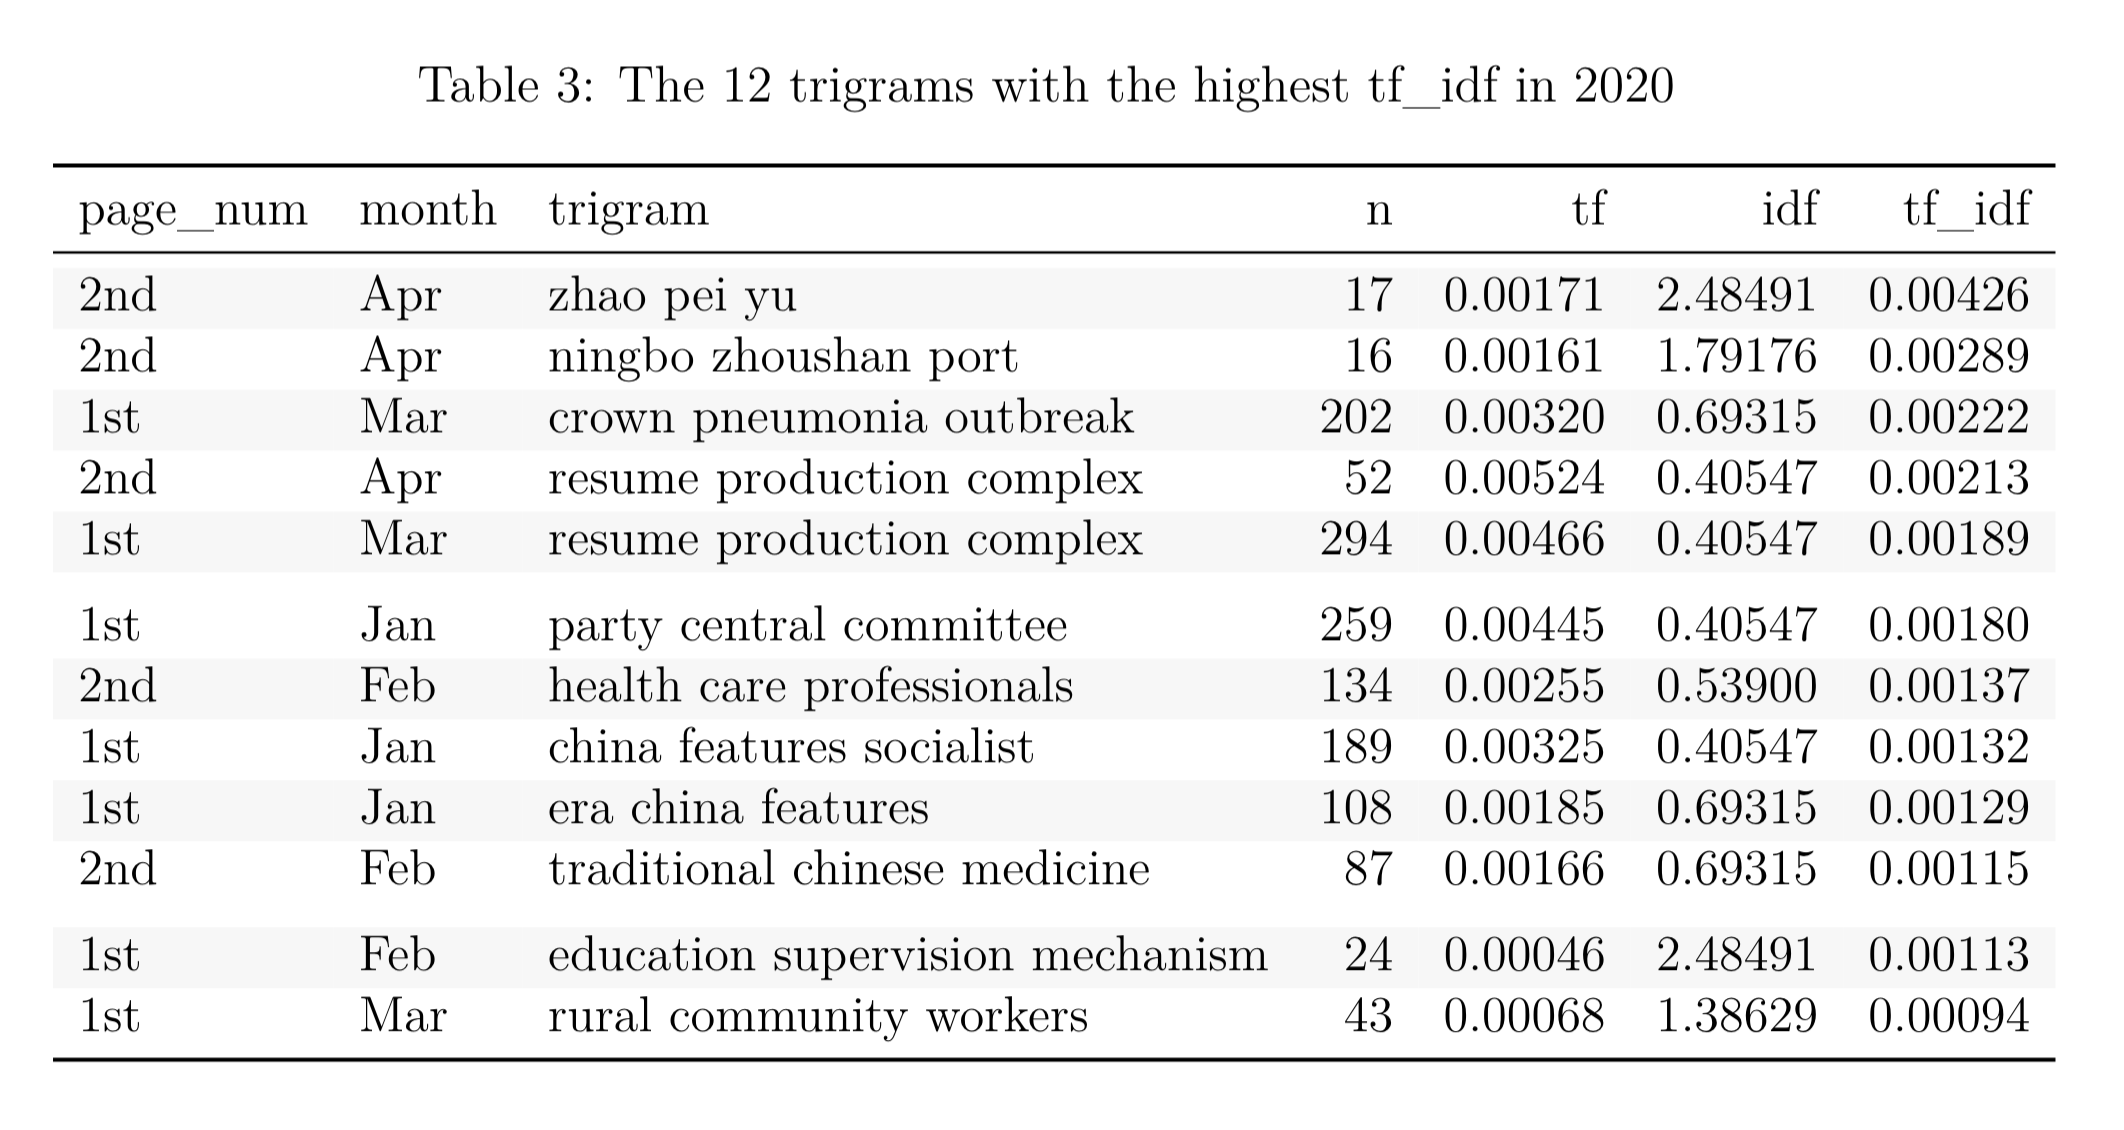 Table 3: The 12 trigrams with the highest tf_idf in 2020
page_num month trigram n tf idf tf_idf
2nd Apr zhao pei yu 17 0.00171 2.48491 0.00426
2nd Apr ningbo zhoushan port 16 0.00161 1.79176 0.00289
1st Mar crown pneumonia outbreak 202 0.00320 0.69315 0.00222
2nd Apr resume production complex 52 0.00524 0.40547 0.00213
1st Mar resume production complex 294 0.00466 0.40547 0.00189
1st Jan party central committee 259 0.00445 0.40547 0.00180
2nd Feb health care professionals 134 0.00255 0.53900 0.00137
1st Jan china features socialist 189 0.00325 0.40547 0.00132
1st Jan era china features 108 0.00185 0.69315 0.00129
2nd Feb traditional chinese medicine 87 0.00166 0.69315 0.00115
1st Feb education supervision mechanism 24 0.00046 2.48491 0.00113
1st Mar rural community workers 43 0.00068 1.38629 0.00094